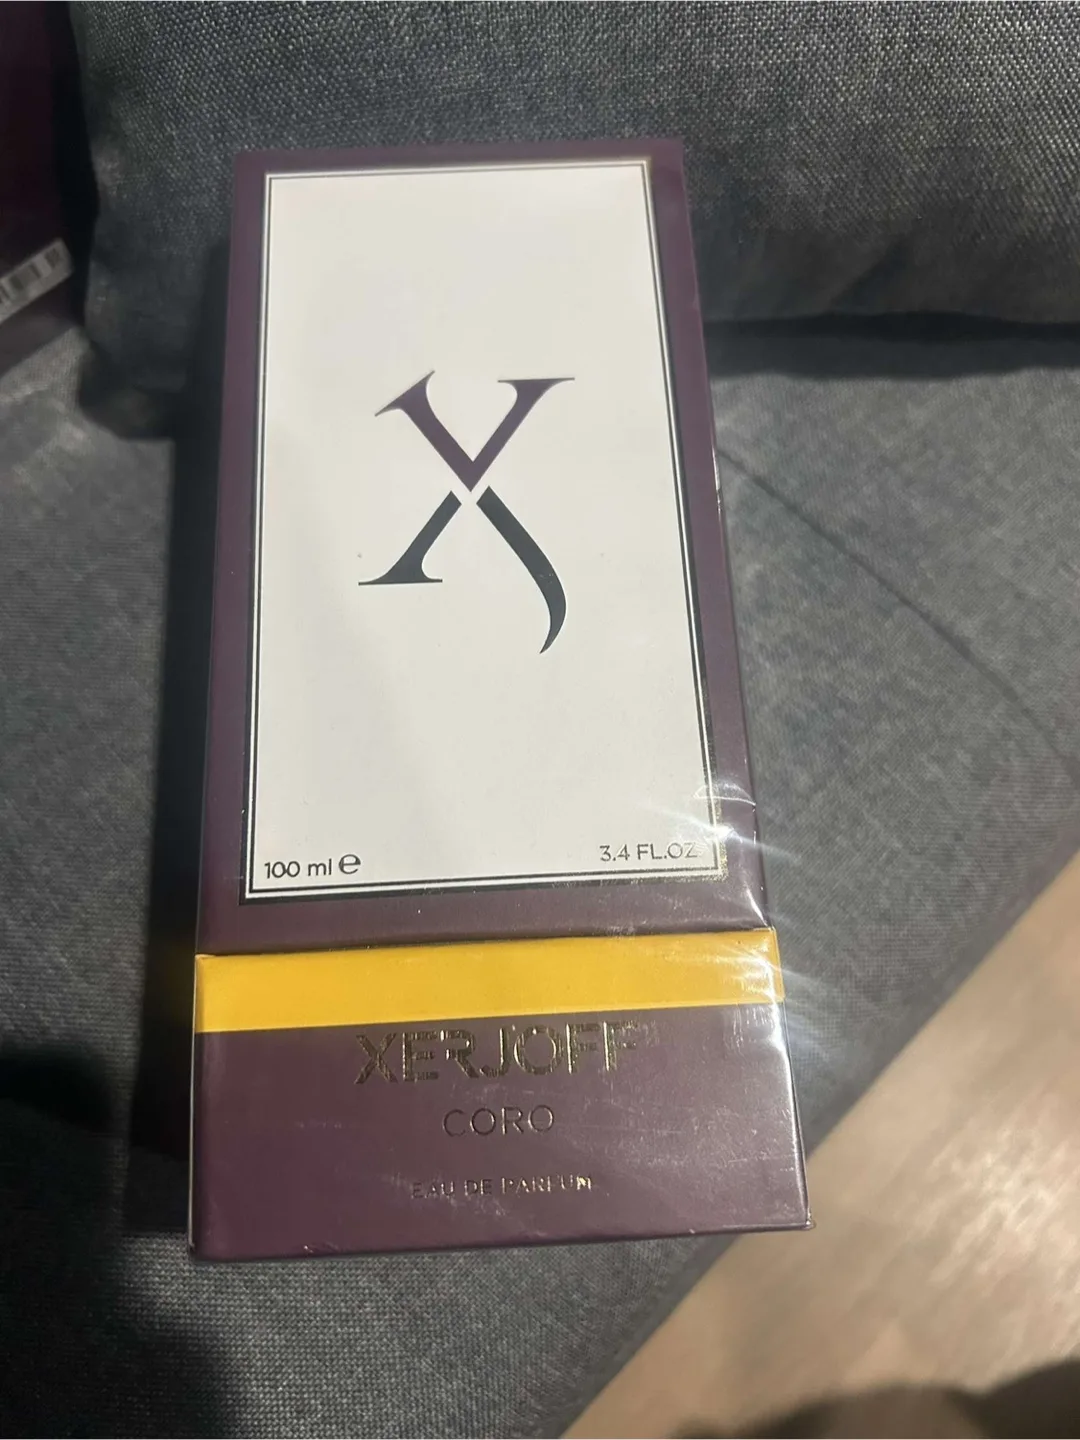 X
100 ml ℮
3.4 FL.OZ
XERJOFF
CORO
EAU DE PARFUM